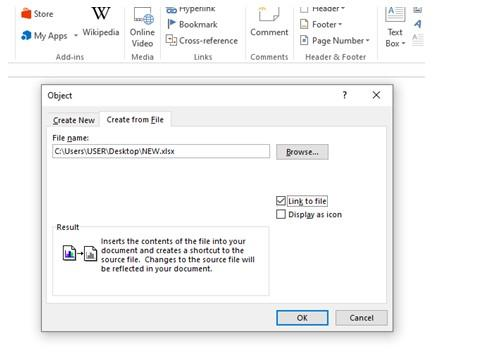 Store
My Apps
Wikipedia
Add-ins
Online
Video
Media
Hyperlink
Bookmark
Cross-reference
Links
Comment
Comments
Header
Footer
Page Number
Header & Footer
Text
Box
Object
? ×
Create New
Create from File
File name:
C:\Users\USER\Desktop\NEW.xlsx
Browse...
Link to file
Display as icon
Result
Inserts the contents of the file into your
document and creates a shortcut to the
source file. Changes to the source file will
be reflected in your document.
OK
Cancel